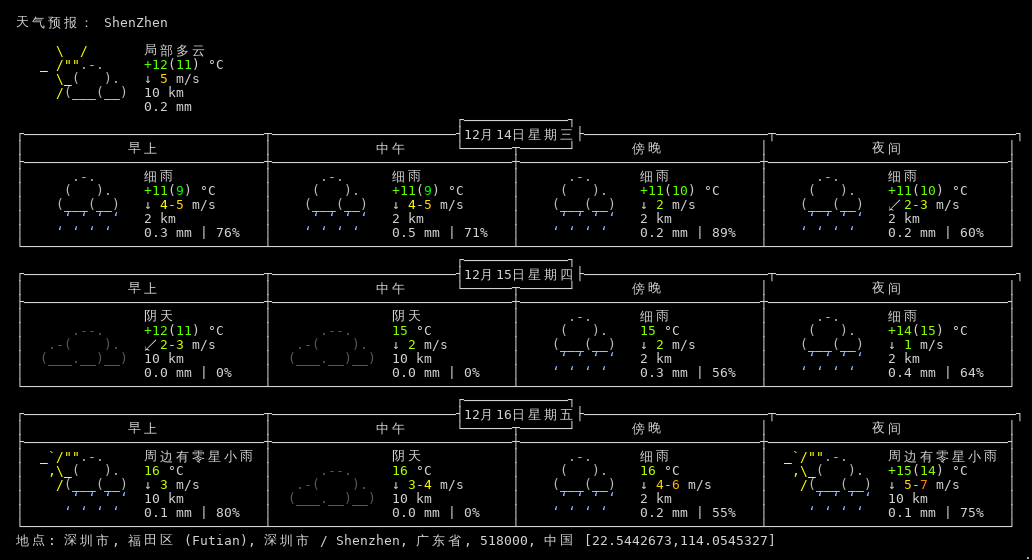 天气预报： ShenZhen
局部多云
+12(11) °C
↓ 5 m/s
10 km
0.2 mm
12月14日星期三
早上 中午 傍晚 夜间
细雨 细雨 细雨 细雨
+11(9) °C +11(9) °C +11(10) °C +11(10) °C
↓ 4-5 m/s ↓ 4-5 m/s ↓ 2 m/s ↙ 2-3 m/s
2 km 2 km 2 km 2 km
0.3 mm | 76% 0.5 mm | 71% 0.2 mm | 89% 0.2 mm | 60%
12月15日星期四
早上 中午 傍晚 夜间
阴天 阴天 细雨 细雨
+12(11) °C 15 °C 15 °C +14(15) °C
↙ 2-3 m/s ↓ 2 m/s ↓ 2 m/s ↓ 1 m/s
10 km 10 km 2 km 2 km
0.0 mm | 0% 0.0 mm | 0% 0.3 mm | 56% 0.4 mm | 64%
12月16日星期五
早上 中午 傍晚 夜间
周边有零星小雨 阴天 细雨 周边有零星小雨
16 °C 16 °C 16 °C +15(14) °C
↓ 3 m/s ↓ 3-4 m/s ↓ 4-6 m/s ↓ 5-7 m/s
10 km 10 km 2 km 10 km
0.1 mm | 80% 0.0 mm | 0% 0.2 mm | 55% 0.1 mm | 75%
地点: 深圳市, 福田区 (Futian), 深圳市 / Shenzhen, 广东省, 518000, 中国 [22.5442673,114.0545327]